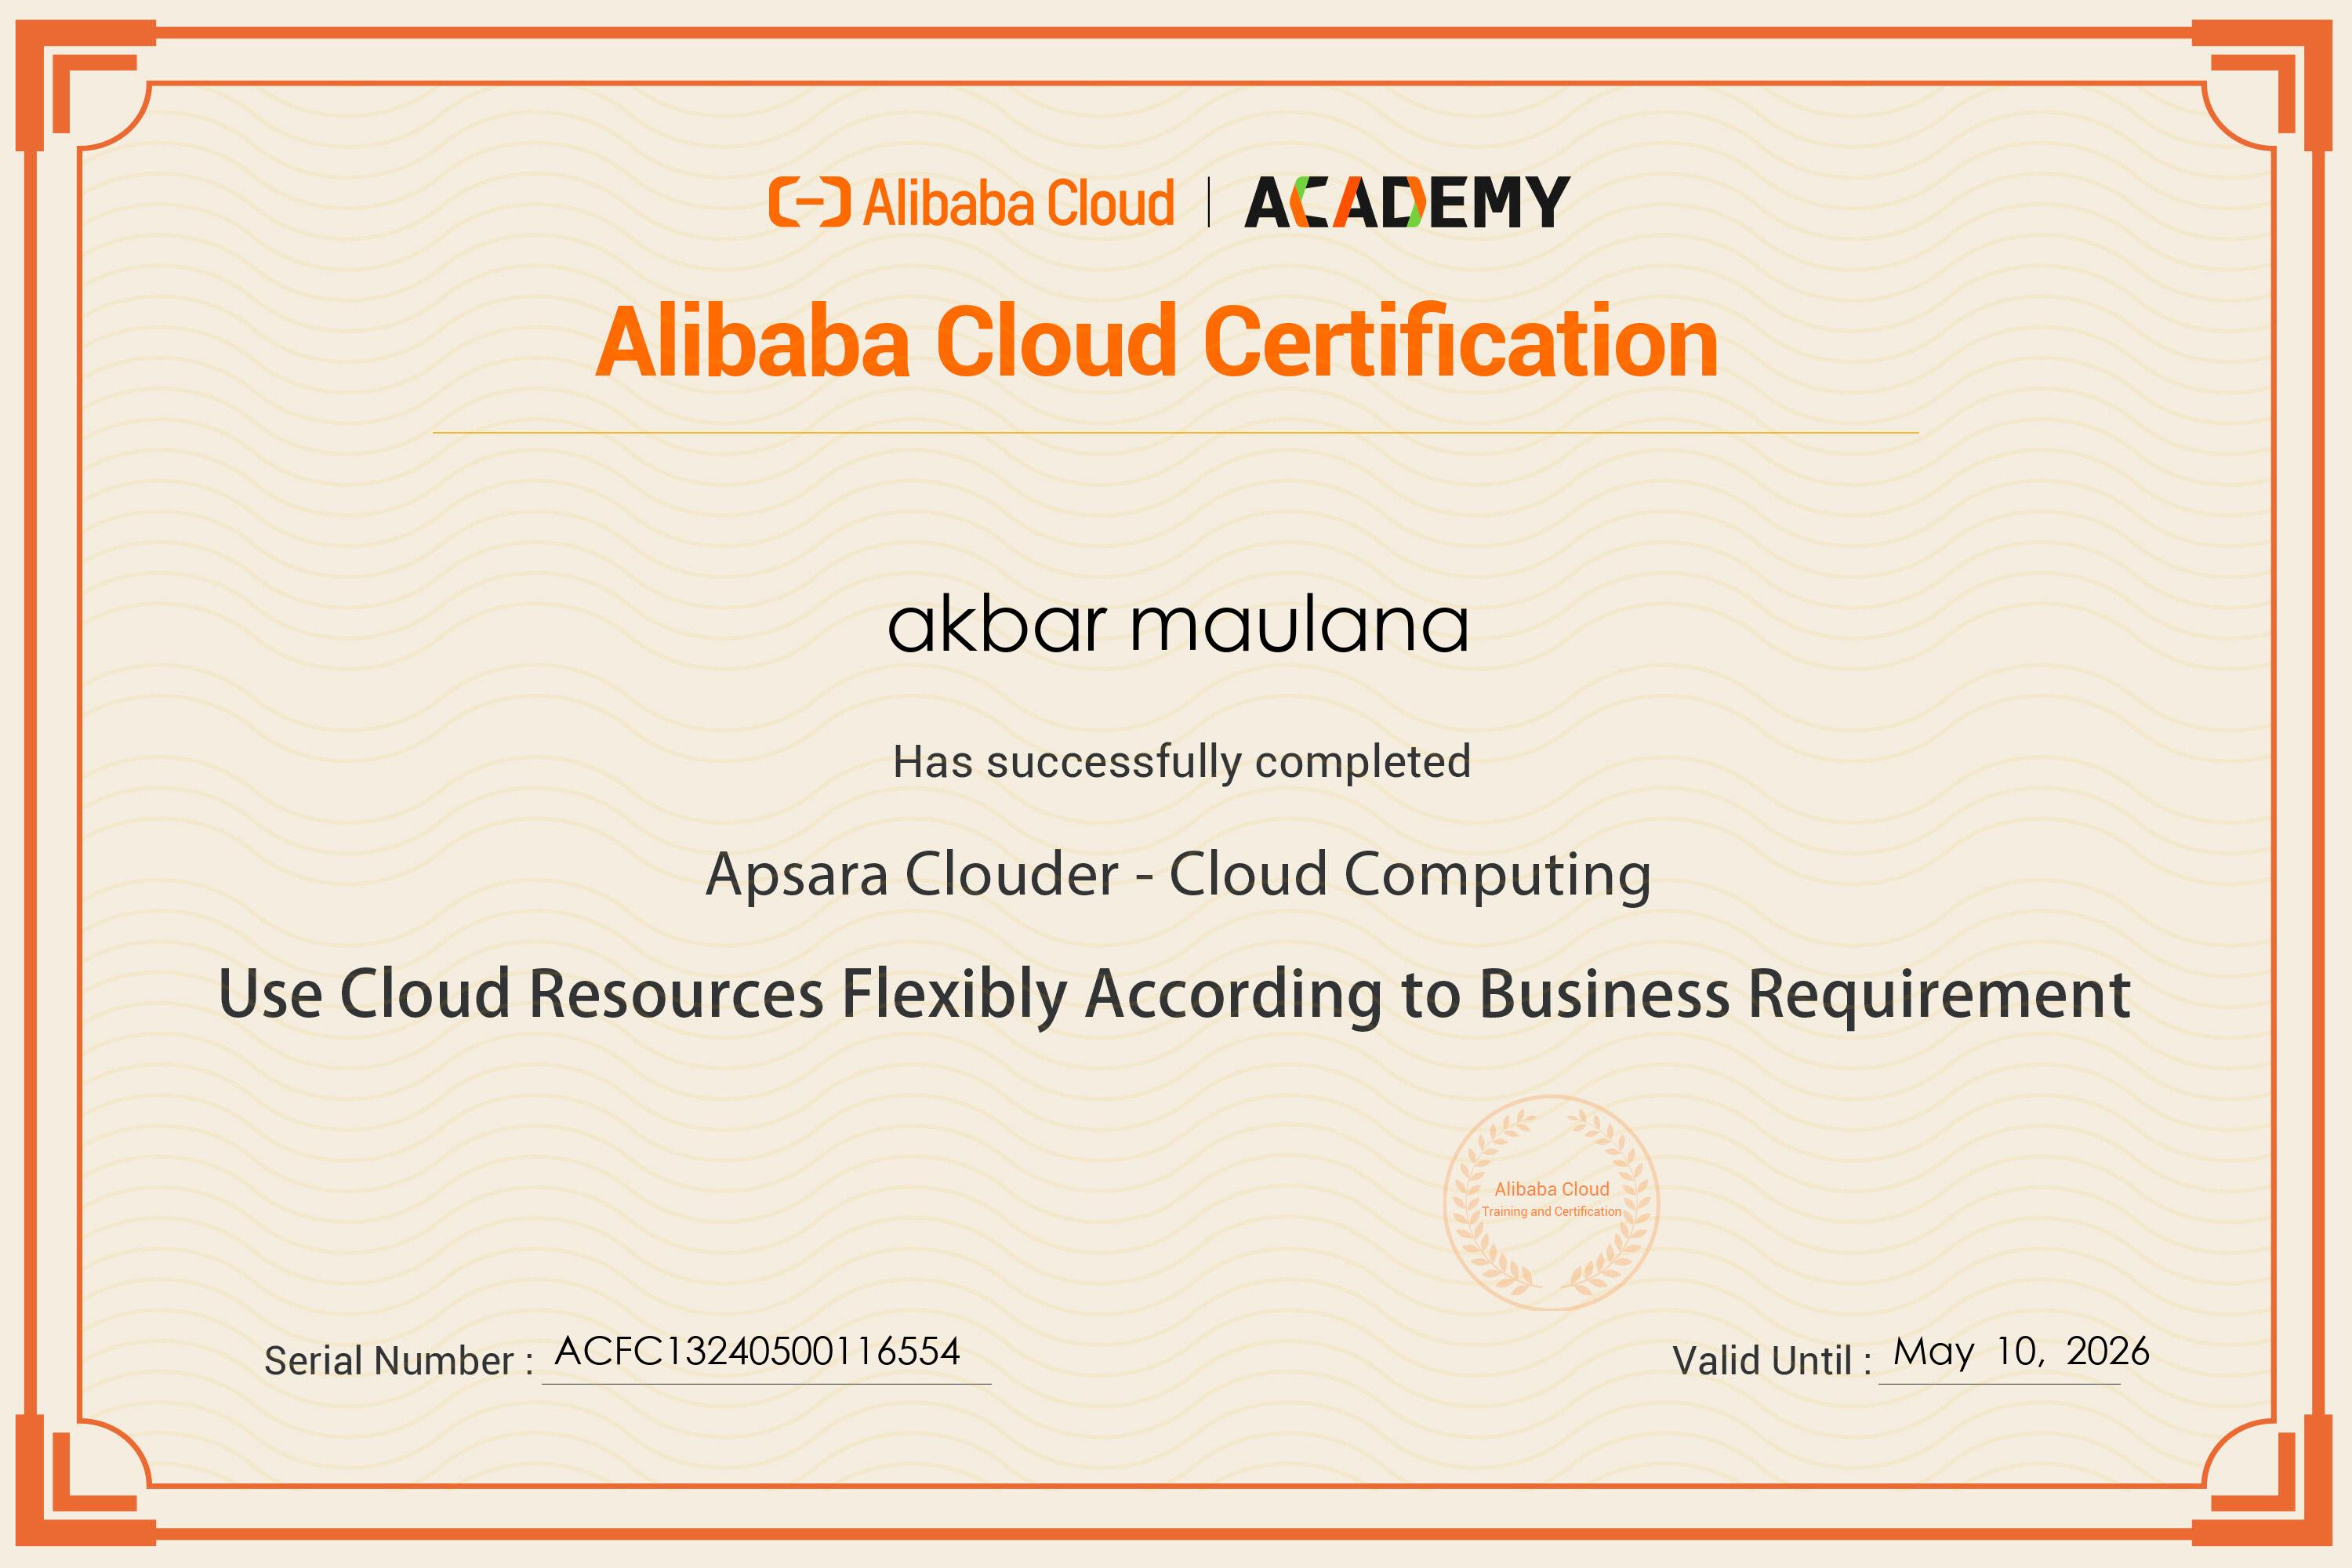 Alibaba Cloud | ACADEMY
Alibaba Cloud Certification
akbar maulana
Has successfully completed
Apsara Clouder - Cloud Computing
Use Cloud Resources Flexibly According to Business Requirement
Alibaba Cloud
Training and Certification
Serial Number : ACFC13240500116554
Valid Until : May 10, 2026